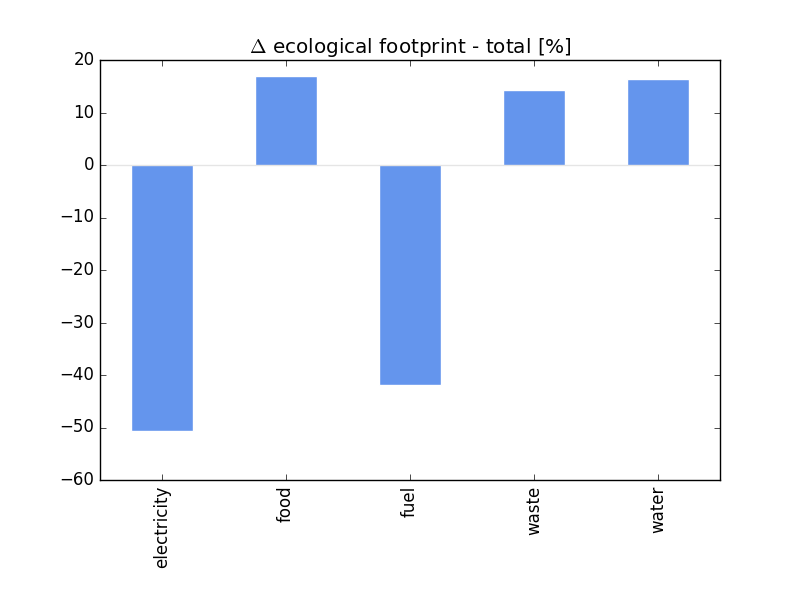 Δ ecological footprint - total [%]
20
10
0
−10
−20
−30
−40
−50
−60
electricity
food
fuel
waste
water